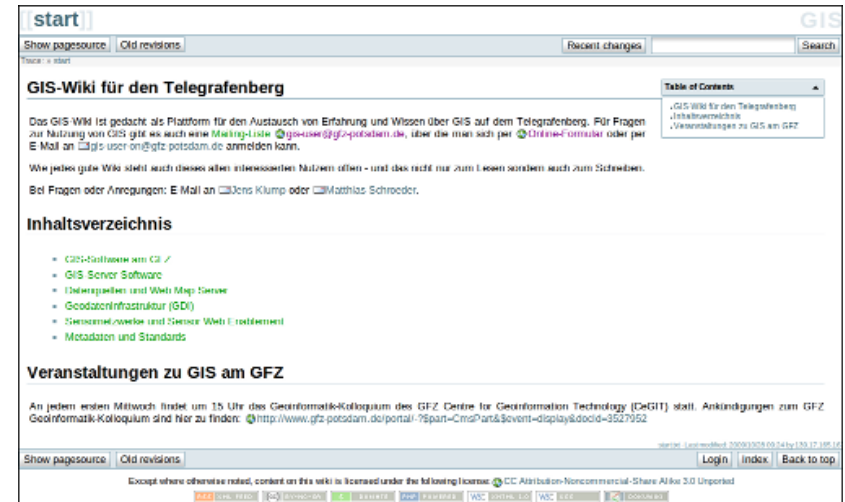 [[start]]
GIS
Show pagesource Old revisions Recent changes Search
Trace: » start
GIS-Wiki für den Telegrafenberg
Table of Contents
GIS-Wiki für den Telegrafenberg
Inhaltsverzeichnis
Veranstaltungen zu GIS am GFZ
Das GIS-Wiki ist gedacht als Plattform für den Austausch von Erfahrung und Wissen über GIS auf dem Telegrafenberg. Für Fragen
zur Nutzung von GIS gibt es auch eine Mailing-Liste gis-user@gfz-potsdam.de, über die man sich per Online-Formular oder per
E-Mail an gis-user-on@gfz-potsdam.de anmelden kann.
Wie jedes gute Wiki steht auch dieses allen interessierten Nutzern offen - und das nicht nur zum Lesen sondern auch zum Schreiben.
Bei Fragen oder Anregungen: E-Mail an Jens Klump oder Matthias Schroeder.
Inhaltsverzeichnis
GIS-Software am GFZ
GIS Server Software
Datenquellen und Web Map Server
Geodateninfrastruktur (GDI)
Sensornetzwerke und Sensor Web Enablement
Metadaten und Standards
Veranstaltungen zu GIS am GFZ
An jedem ersten Mittwoch findet um 15 Uhr das Geoinformatik-Kolloquium des GFZ Centre for Geoinformation Technology (CeGIT) statt. Ankündigungen zum GFZ
Geoinformatik-Kolloquium sind hier zu finden: http://www.gfz-potsdam.de/portal/-?$part=CmsPart&$event=display&docId=3527952
Show pagesource Old revisions Login Index Back to top
Except where otherwise noted, content on this wiki is licensed under the following license: CC Attribution-Noncommercial-Share Alike 3.0 Unported